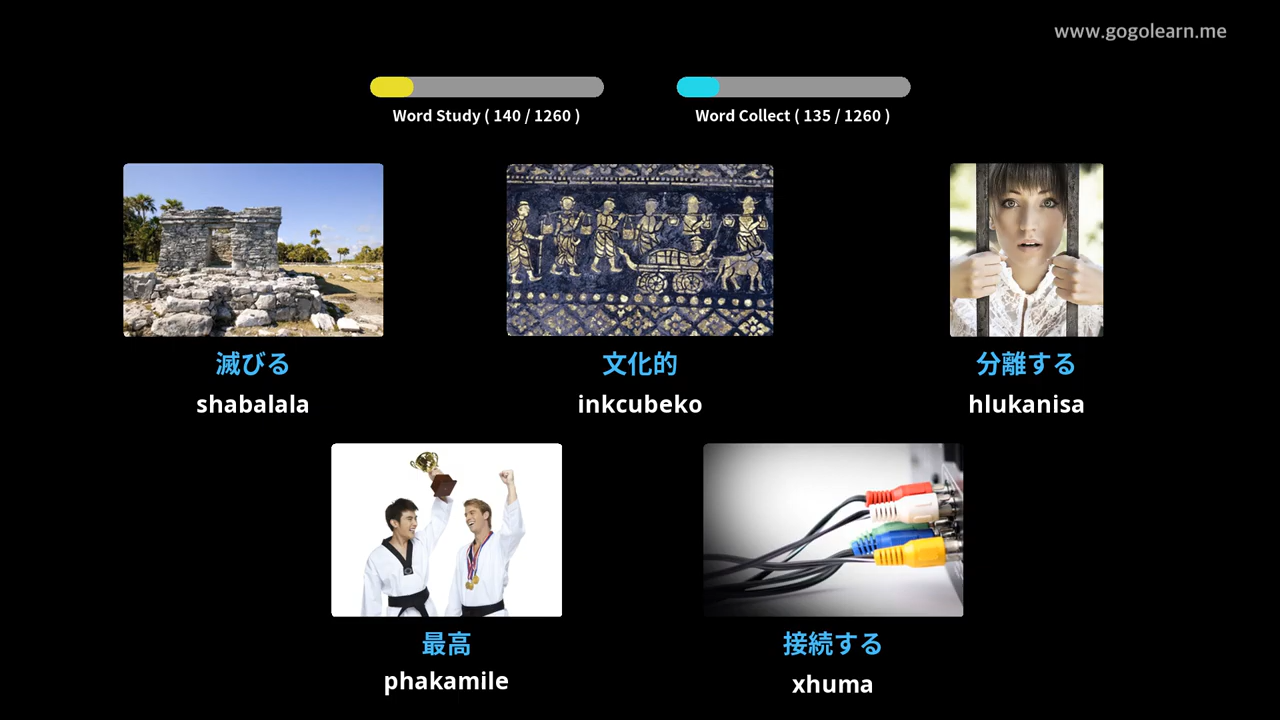 www.gogolearn.me
Word Study ( 140 / 1260 )
Word Collect ( 135 / 1260 )
滅びる
shabalala
文化的
inkcubeko
分離する
hlukanisa
最高
phakamile
接続する
xhuma